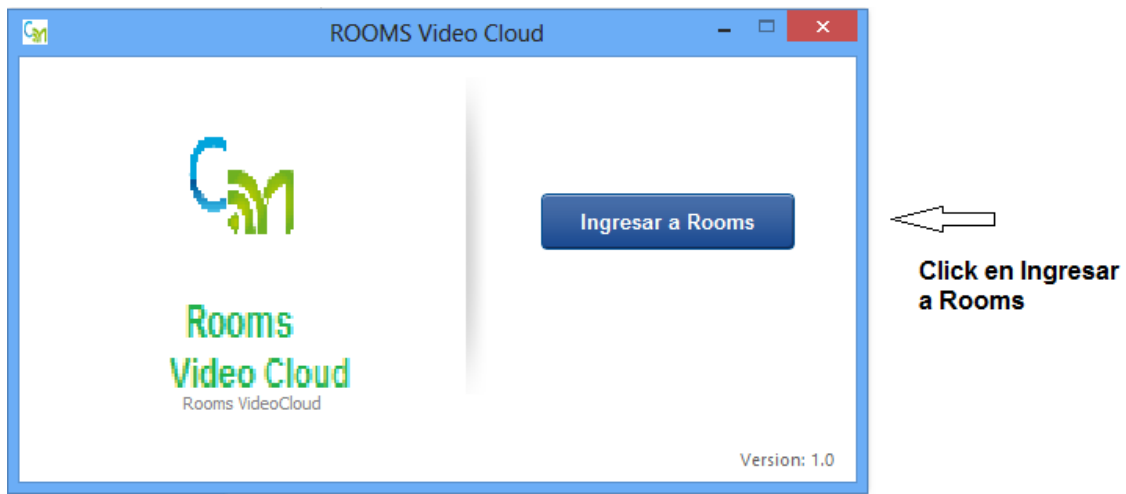 ROOMS Video Cloud
Ingresar a Rooms
Click en Ingresar
a Rooms
Rooms
Video Cloud
Rooms VideoCloud
Version: 1.0